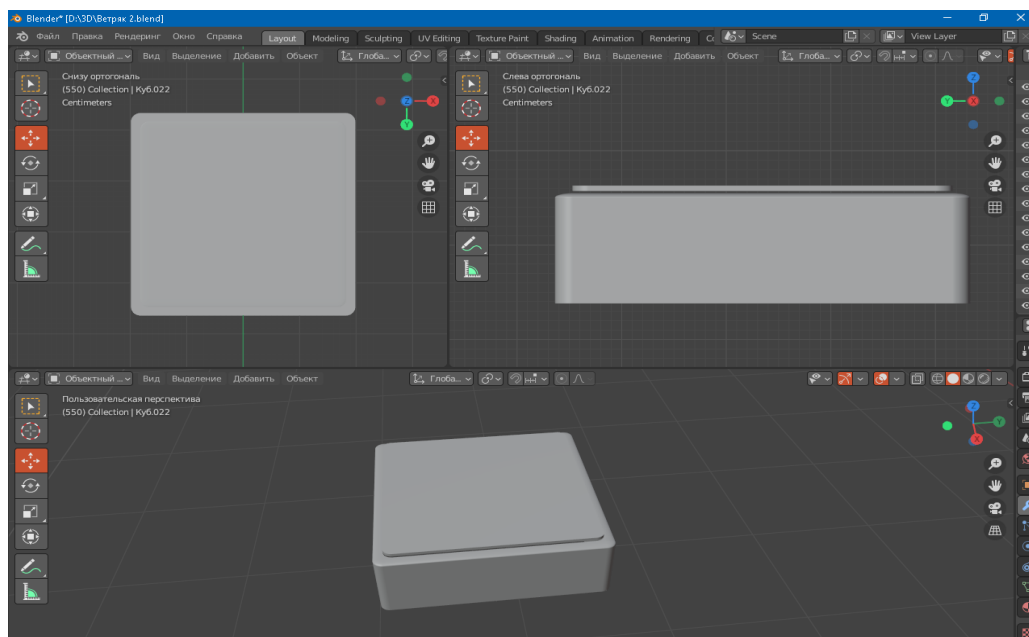 Blender* [D:\3D\Ветряк 2.blend]
Файл Правка Рендеринг Окно Справка Layout Modeling Sculpting UV Editing Texture Paint Shading Animation Rendering Scene View Layer
Объектный ... Вид Выделение Добавить Объект Глоба...
Снизу ортогональ
(550) Collection | Куб.022
Centimeters
Объектный ... Вид Выделение Добавить Объект Глоба...
Слева ортогональ
(550) Collection | Куб.022
Centimeters
Объектный ... Вид Выделение Добавить Объект Глоба...
Пользовательская перспектива
(550) Collection | Куб.022
X
Y
Z
Z
Y
X
Z
Y
X